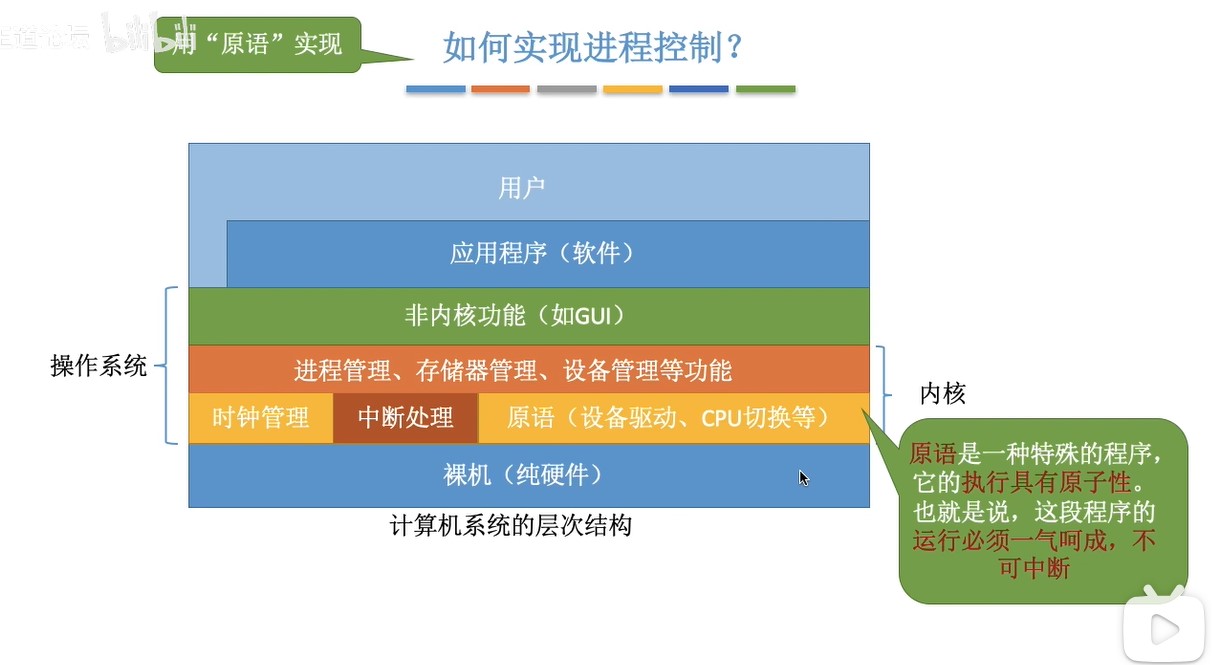 用“原语”实现
如何实现进程控制？
用户
应用程序（软件）
非内核功能（如GUI）
操作系统
进程管理、存储器管理、设备管理等功能
内核
时钟管理
中断处理
原语（设备驱动、CPU切换等）
裸机（纯硬件）
计算机系统的层次结构
原语是一种特殊的程序，
它的执行具有原子性。
也就是说，这段程序的
运行必须一气呵成，不
可中断